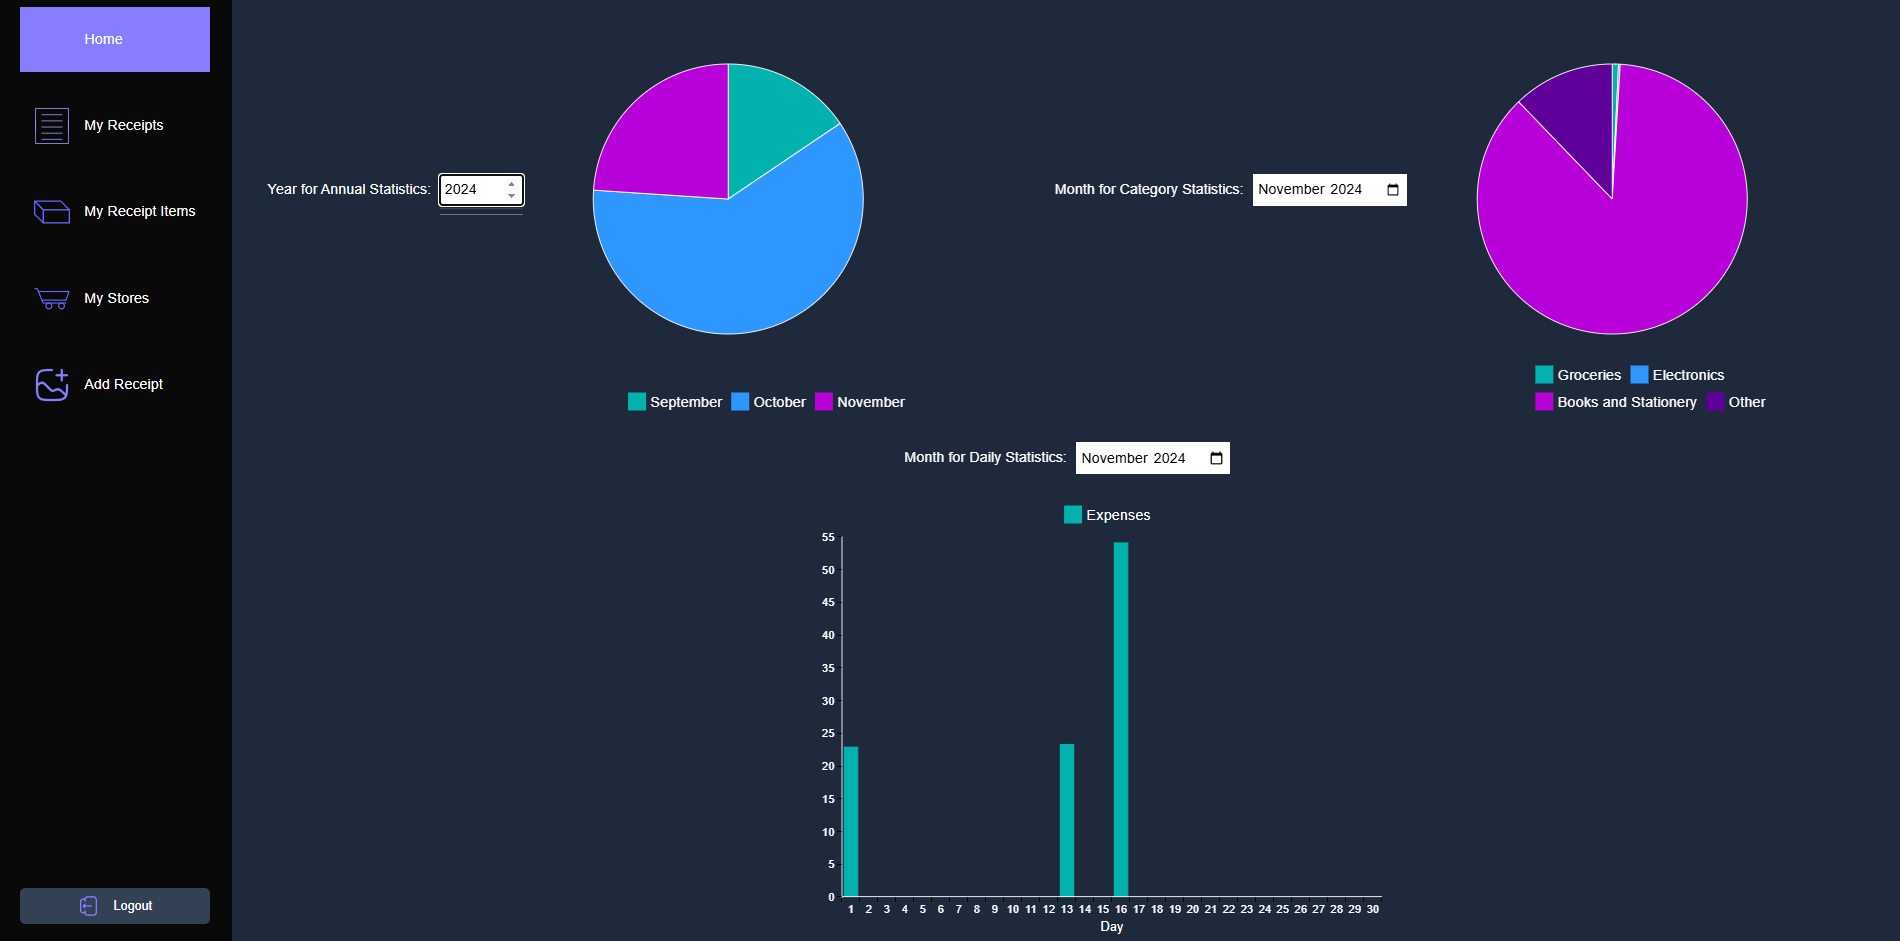 Home
My Receipts
My Receipt Items
My Stores
Add Receipt
Logout
Year for Annual Statistics: 2024
September October November
Month for Category Statistics: November 2024
Groceries Electronics
Books and Stationery Other
Month for Daily Statistics: November 2024
Expenses
55
50
45
40
35
30
25
20
15
10
5
0
1 2 3 4 5 6 7 8 9 10 11 12 13 14 15 16 17 18 19 20 21 22 23 24 25 26 27 28 29 30
Day